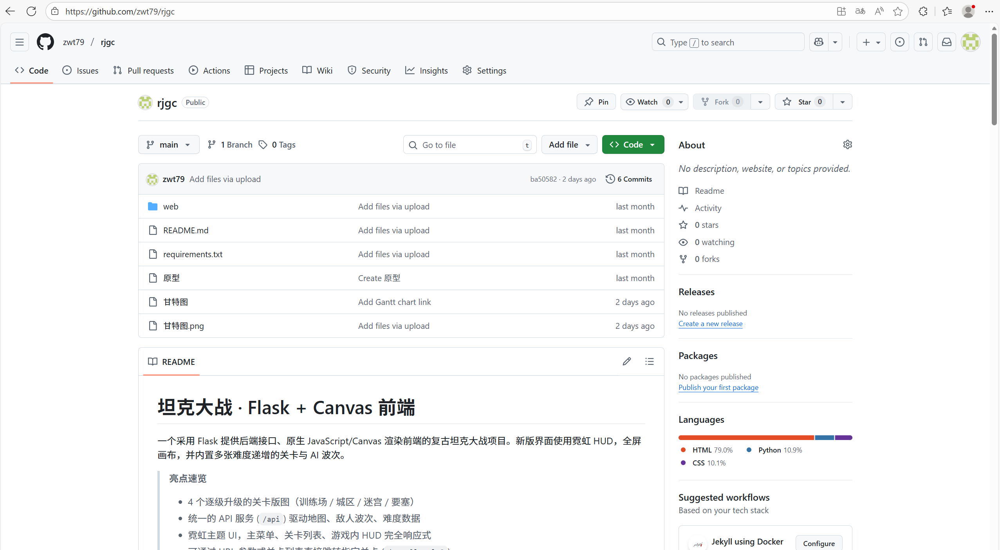 https://github.com/zwt79/rjgc
zwt79 / rjgc
Type / to search
Code Issues Pull requests Actions Projects Wiki Security Insights Settings
rjgc Public
Pin Watch 0 Fork 0 Star 0
main 1 Branch 0 Tags
Go to file t Add file Code
zwt79 Add files via upload ba50582 · 2 days ago 6 Commits
web Add files via upload last month
README.md Add files via upload last month
requirements.txt Add files via upload last month
原型 Create 原型 last month
甘特图 Add Gantt chart link 2 days ago
甘特图.png Add files via upload 2 days ago
README
坦克大战 · Flask + Canvas 前端
一个采用 Flask 提供后端接口、原生 JavaScript/Canvas 渲染前端的复古坦克大战项目。新版界面使用霓虹 HUD，全屏
画布，并内置多张难度递增的关卡与 AI 波次。
亮点速览
4 个逐级升级的关卡版图（训练场 / 城区 / 迷宫 / 要塞）
统一的 API 服务 (/api) 驱动地图、敌人波次、难度数据
霓虹主题 UI，主菜单、关卡列表、游戏内 HUD 完全响应式
About
No description, website, or topics provided.
Readme
Activity
0 stars
0 watching
0 forks
Releases
No releases published
Create a new release
Packages
No packages published
Publish your first package
Languages
HTML 79.0% Python 10.9%
CSS 10.1%
Suggested workflows
Based on your tech stack
Jekyll using Docker Configure